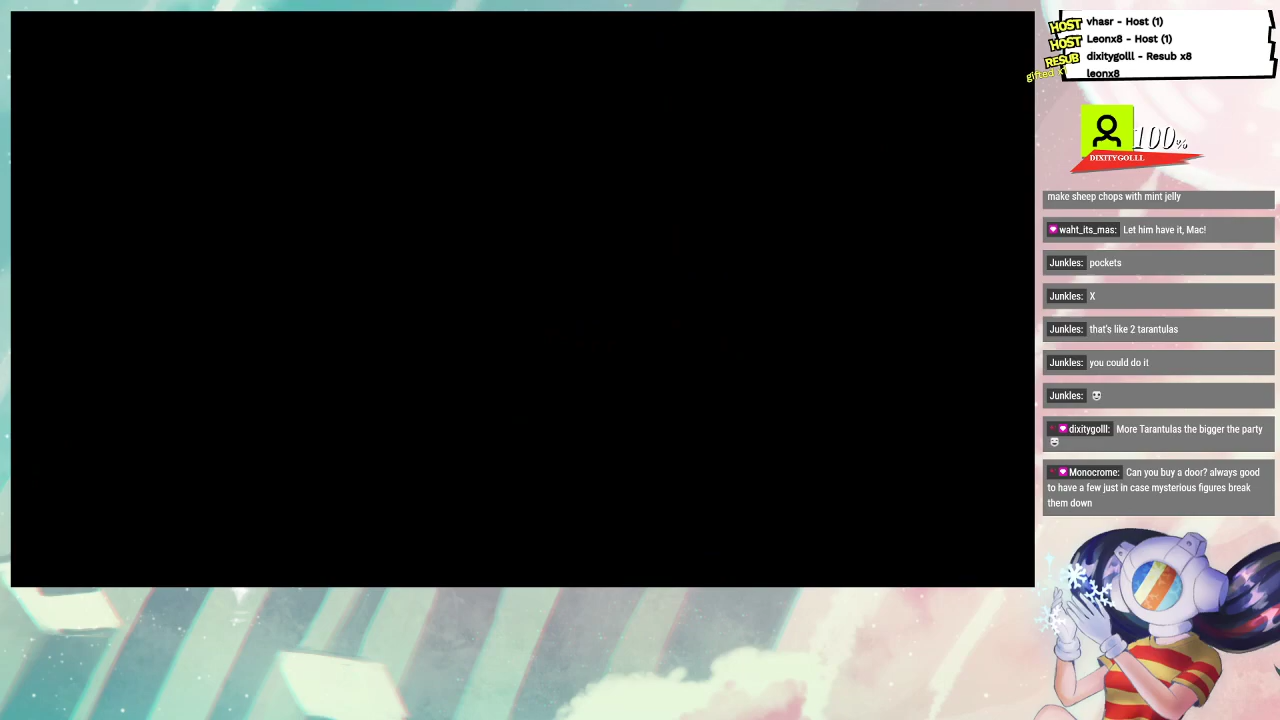 HOST vhasr - Host (1)
HOST Leonx8 - Host (1)
RESUB dixitygolll - Resub x8
gifted x1 leonx8
100%
DIXITYGOLLL
make sheep chops with mint jelly
waht_its_mas: Let him have it, Mac!
Junkles: pockets
Junkles: X
Junkles: that's like 2 tarantulas
Junkles: you could do it
Junkles:
dixitygolll: More Tarantulas the bigger the party
Monocrome: Can you buy a door? always good
to have a few just in case mysterious figures break
them down